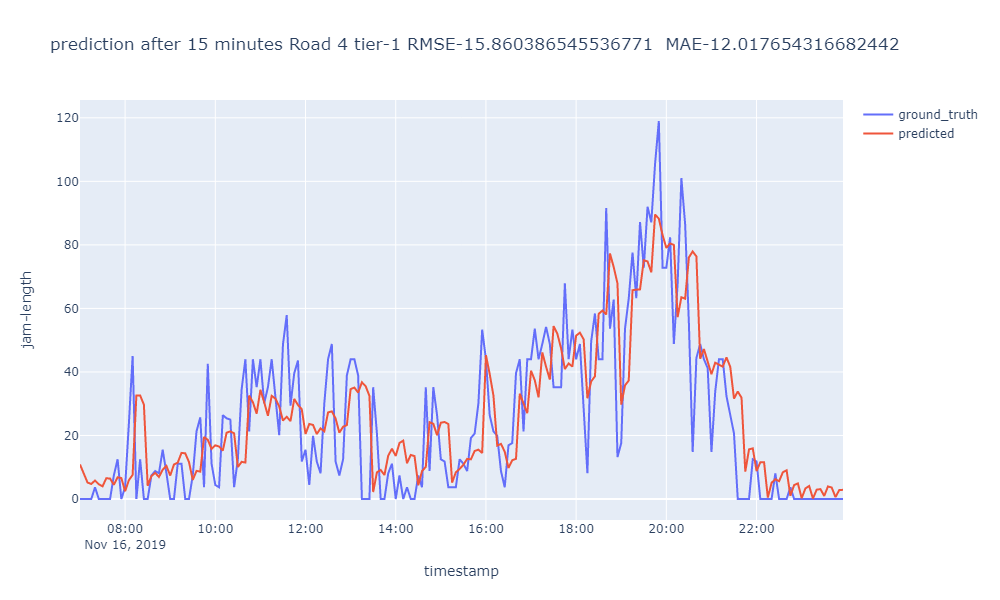 prediction after 15 minutes Road 4 tier-1 RMSE-15.860386545536771  MAE-12.017654316682442
ground_truth
predicted
jam-length
120
100
80
60
40
20
0
08:00 10:00 12:00 14:00 16:00 18:00 20:00 22:00
Nov 16, 2019
timestamp